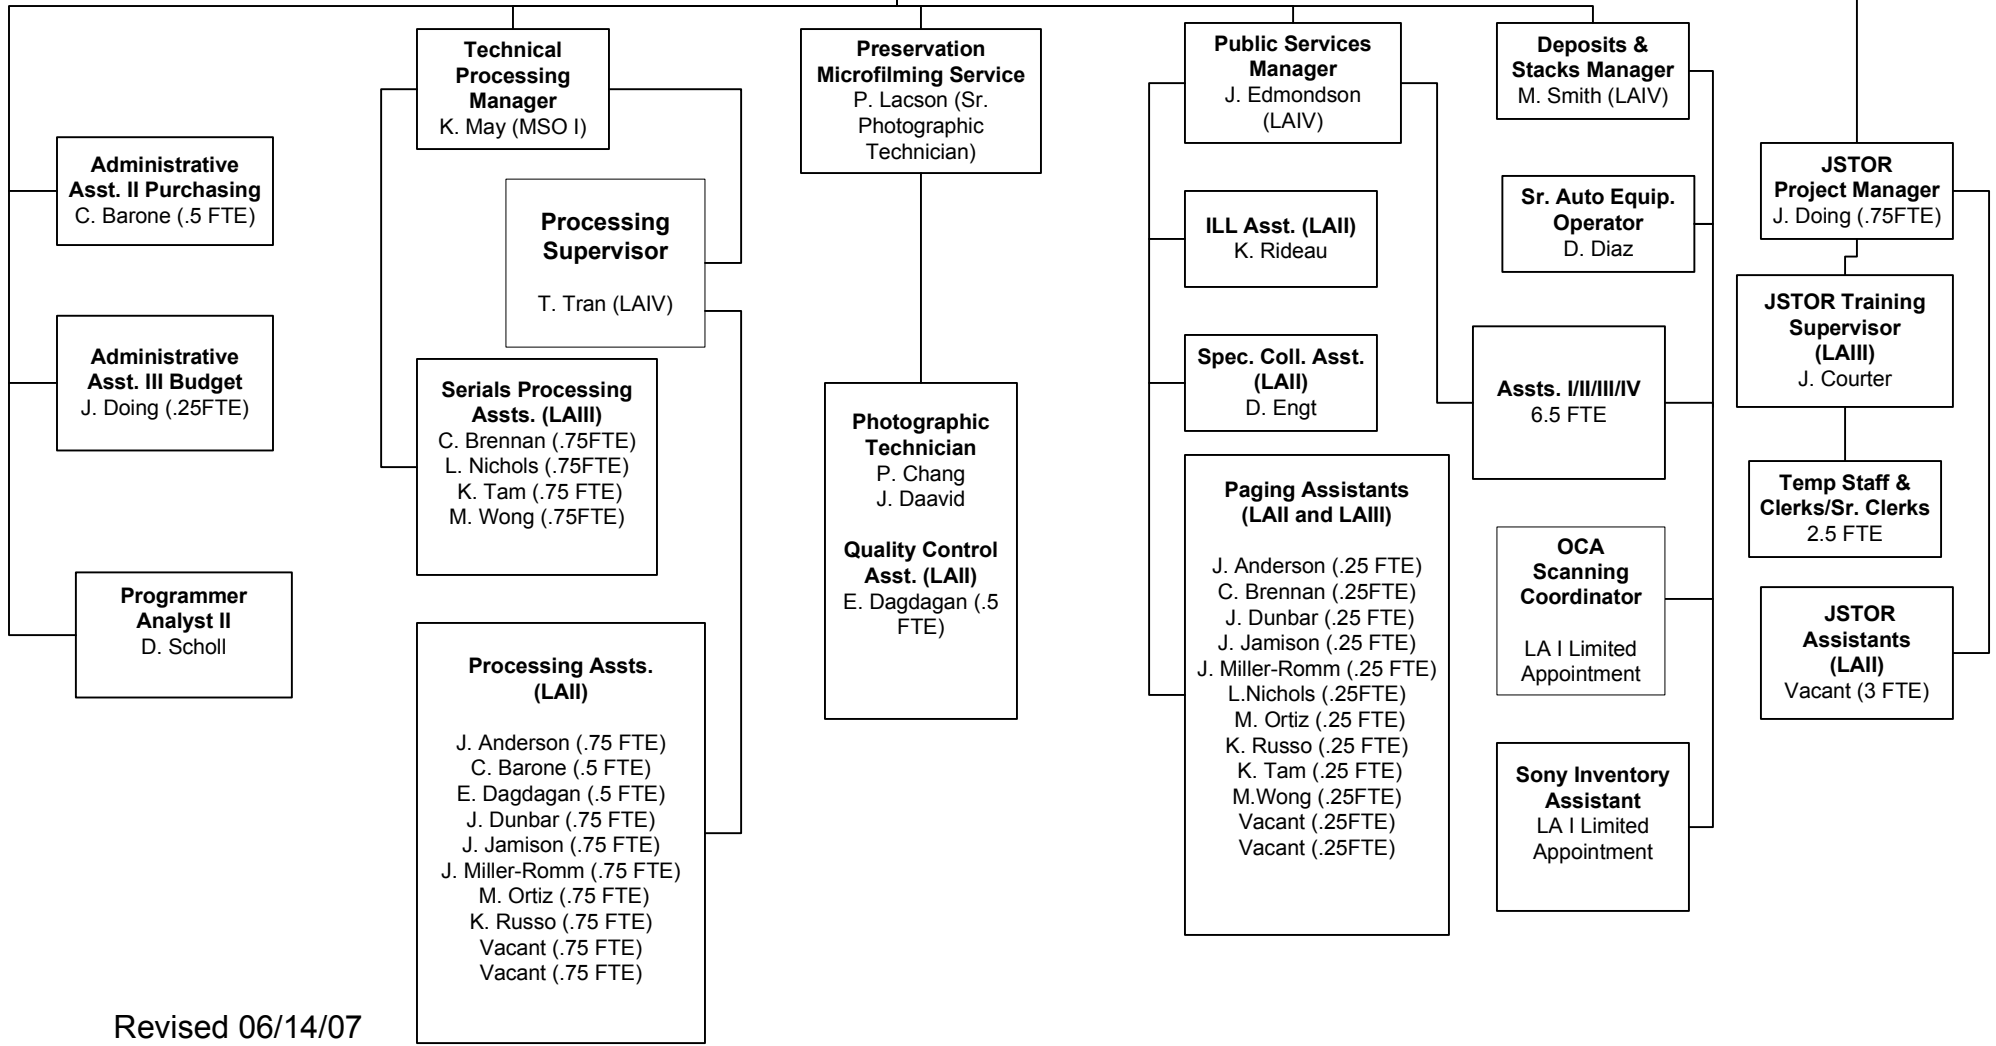 Administrative
Asst. II Purchasing
C. Barone (.5 FTE)
Administrative
Asst. III Budget
J. Doing (.25FTE)
Programmer
Analyst II
D. Scholl
Technical
Processing
Manager
K. May (MSO I)
Processing
Supervisor
T. Tran (LAIV)
Serials Processing
Assts. (LAIII)
C. Brennan (.75FTE)
L. Nichols (.75FTE)
K. Tam (.75 FTE)
M. Wong (.75FTE)
Processing Assts.
(LAII)
J. Anderson (.75 FTE)
C. Barone (.5 FTE)
E. Dagdagan (.5 FTE)
J. Dunbar (.75 FTE)
J. Jamison (.75 FTE)
J. Miller-Romm (.75 FTE)
M. Ortiz (.75 FTE)
K. Russo (.75 FTE)
Vacant (.75 FTE)
Vacant (.75 FTE)
Preservation
Microfilming Service
P. Lacson (Sr.
Photographic
Technician)
Photographic
Technician
P. Chang
J. Daavid
Quality Control
Asst. (LAII)
E. Dagdagan (.5
FTE)
Public Services
Manager
J. Edmondson
(LAIV)
ILL Asst. (LAII)
K. Rideau
Spec. Coll. Asst.
(LAII)
D. Engt
Paging Assistants
(LAII and LAIII)
J. Anderson (.25 FTE)
C. Brennan (.25FTE)
J. Dunbar (.25 FTE)
J. Jamison (.25 FTE)
J. Miller-Romm (.25 FTE)
L.Nichols (.25FTE)
M. Ortiz (.25 FTE)
K. Russo (.25 FTE)
K. Tam (.25 FTE)
M.Wong (.25FTE)
Vacant (.25FTE)
Vacant (.25FTE)
Deposits &
Stacks Manager
M. Smith (LAIV)
Sr. Auto Equip.
Operator
D. Diaz
Assts. I/II/III/IV
6.5 FTE
OCA
Scanning
Coordinator
LA I Limited
Appointment
Sony Inventory
Assistant
LA I Limited
Appointment
JSTOR
Project Manager
J. Doing (.75FTE)
JSTOR Training
Supervisor
(LAIII)
J. Courter
Temp Staff &
Clerks/Sr. Clerks
2.5 FTE
JSTOR
Assistants
(LAII)
Vacant (3 FTE)
Revised 06/14/07